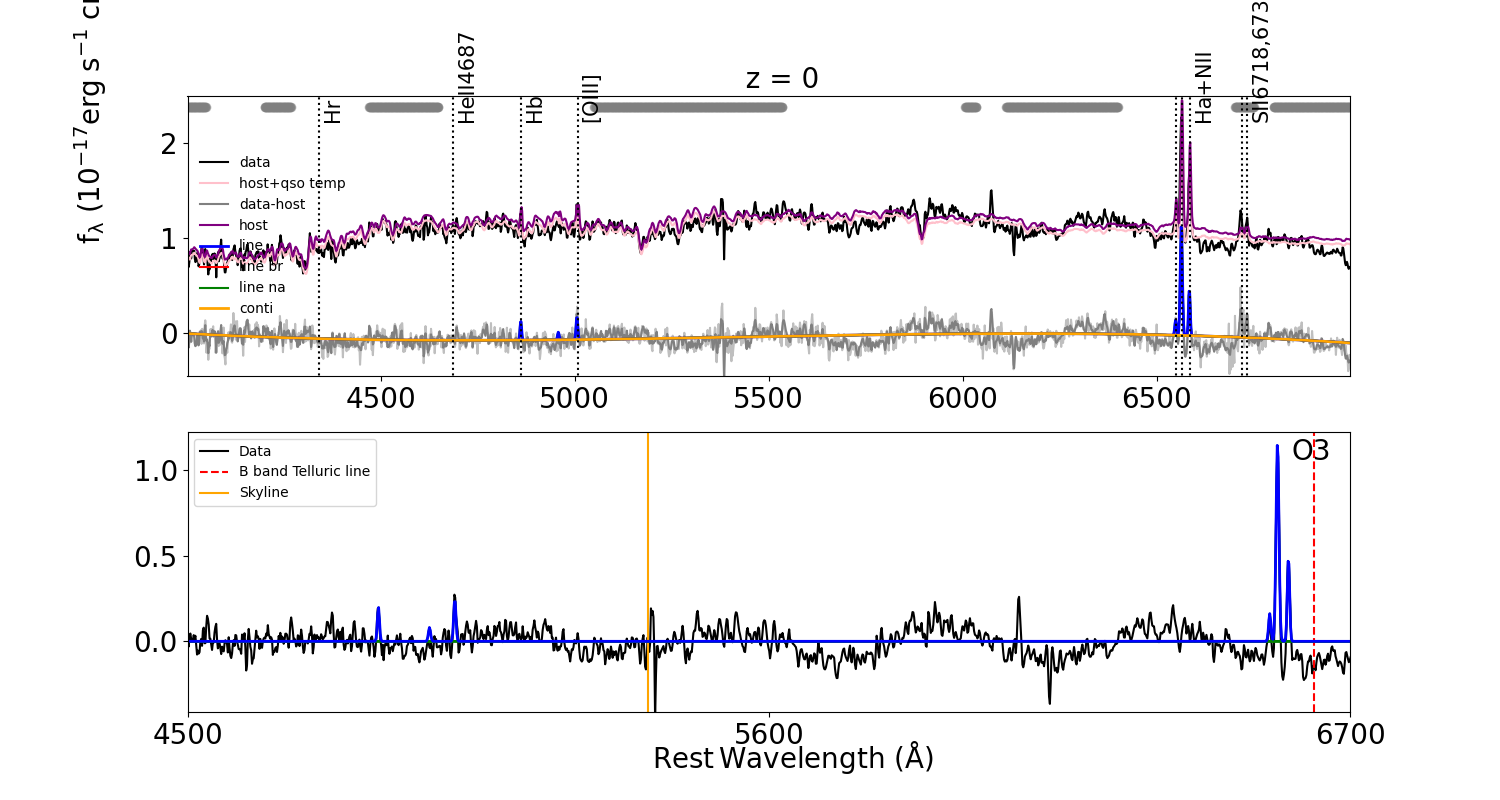 z = 0
fλ (10⁻¹⁷erg s⁻¹
Hr
HeII4687
Hb
[OIII]
Ha+NII
SII6718,673
2
1
0
data
host+qso temp
data-host
host
line
line br
line na
conti
4500 5000 5500 6000 6500
1.0
0.5
0.0
Data
B band Telluric line
Skyline
O3
4500 5600 6700
Rest Wavelength (Å)